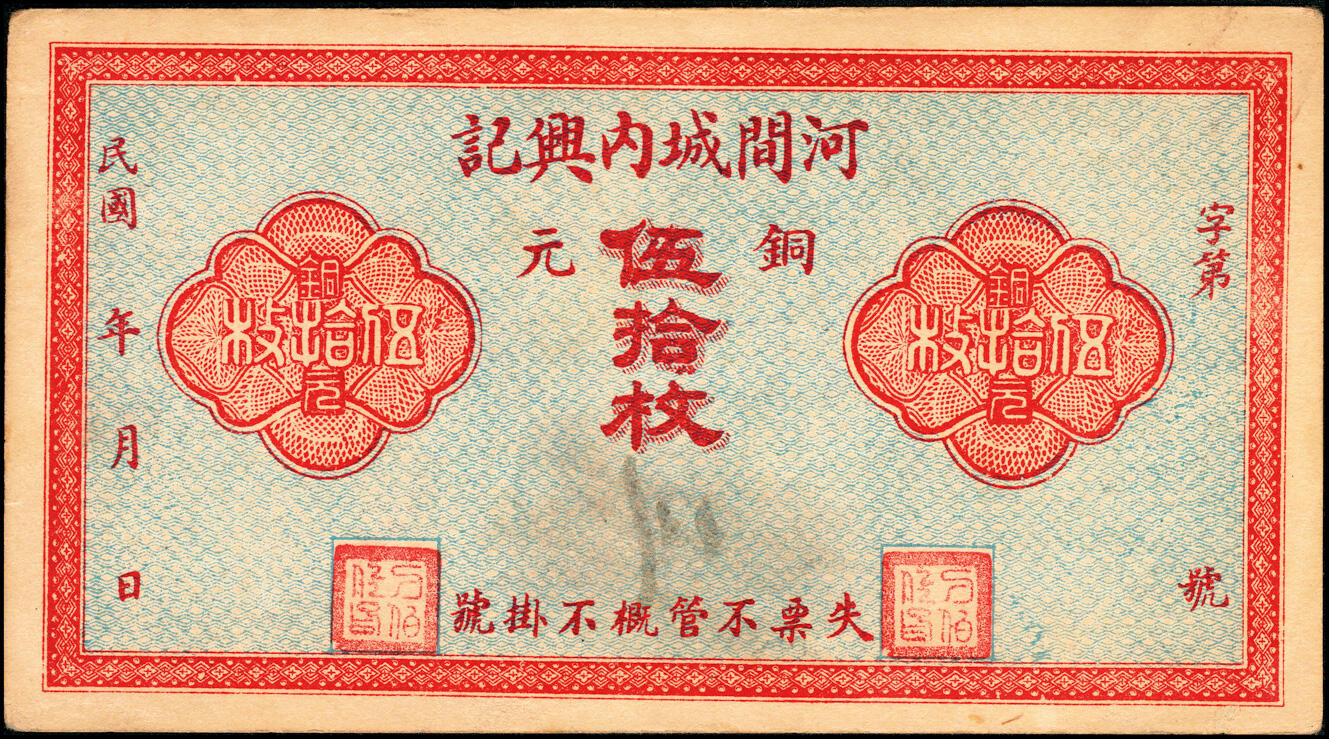 河間城内興記
銅元
伍拾枚
字第
號
民國
年
月
日
銅元
伍拾枚
銅元
伍拾枚
失票不管概不掛號